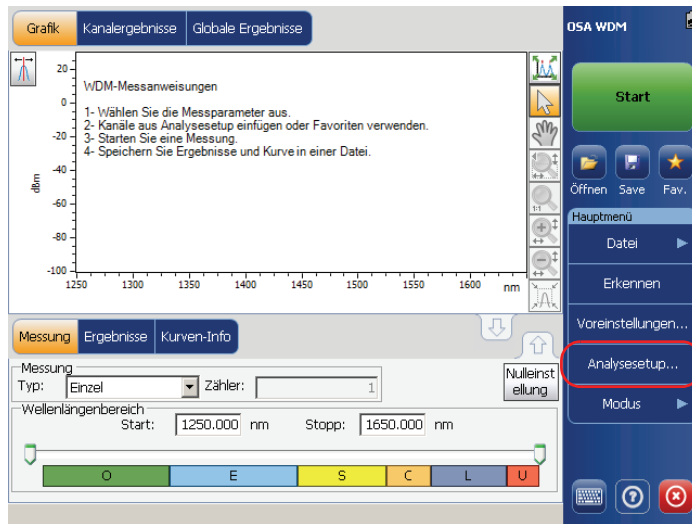 Grafik Kanalergebnisse Globale Ergebnisse
20
0
-20
-40
-60
-80
-100
dBm
WDM-Messanweisungen
1- Wählen Sie die Messparameter aus.
2- Kanäle aus Analysesetup einfügen oder Favoriten verwenden.
3- Starten Sie eine Messung.
4- Speichern Sie Ergebnisse und Kurve in einer Datei.
1250 1300 1350 1400 1450 1500 1550 1600 nm
1:1
Messung Ergebnisse Kurven-Info
Messung
Typ: Einzel Zähler: 1
Nulleinst
ellung
Wellenlängenbereich
Start: 1250.000 nm Stopp: 1650.000 nm
O E S C L U
OSA WDM
Start
Öffnen Save Fav.
Hauptmenü
Datei
Erkennen
Voreinstellungen...
Analysesetup...
Modus